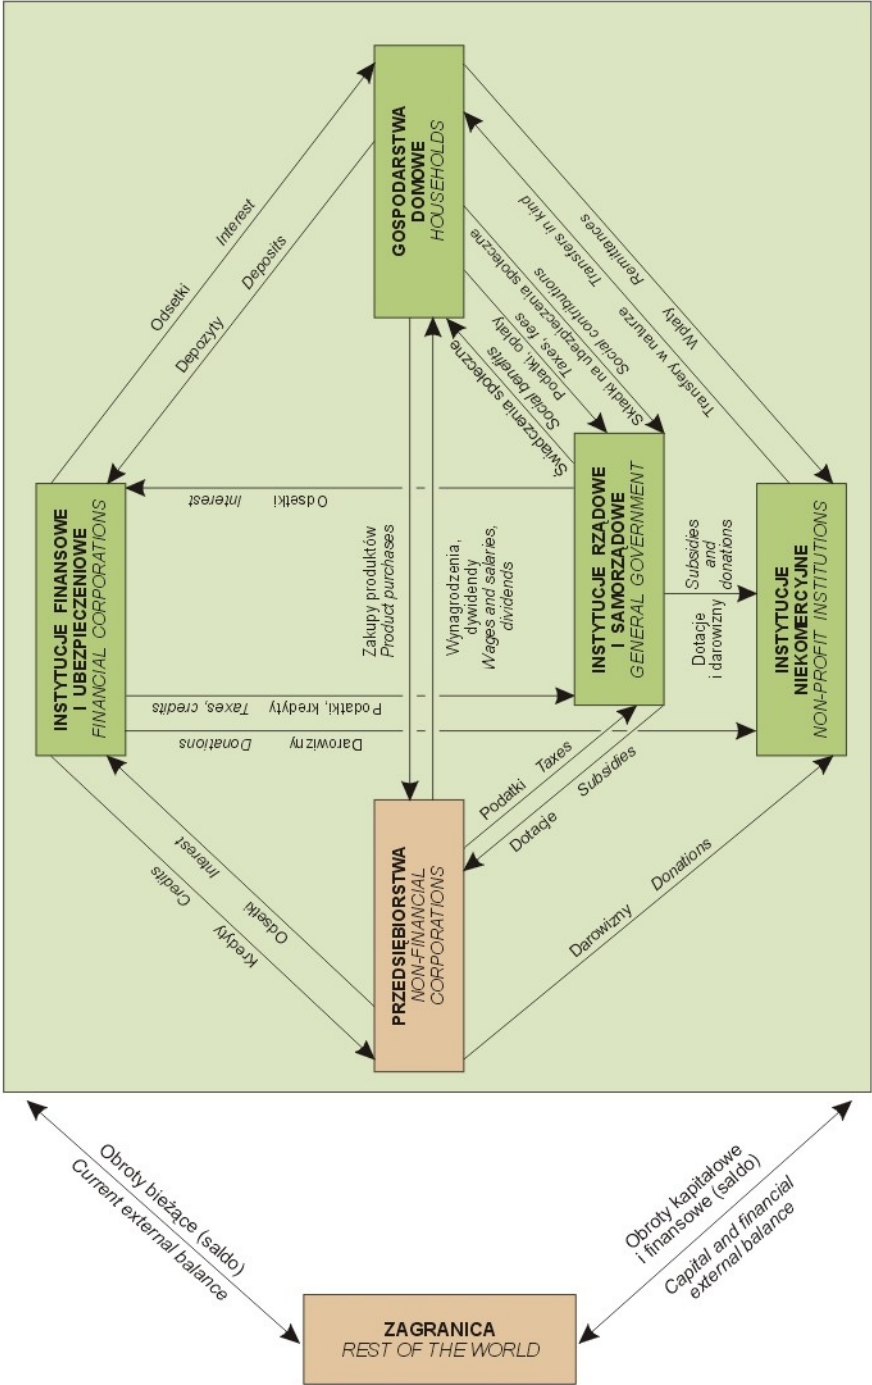 GOSPODARSTWA
DOMOWE
HOUSEHOLDS
Odsetki Interest
Depozyty Deposits
Wpłaty Remittances
Transfery w naturze Transfers in kind
Składki na ubezpieczenia społeczne
Social contributions
Taxes, fees
Podatki, opłaty
Social benefits
Świadczenia społeczne
INSTYTUCJE FINANSOWE
I UBEZPIECZENIOWE
FINANCIAL CORPORATIONS
Odsetki Interest
Zakupy produktów
Product purchases
Wynagrodzenia,
dywidendy
Wages and salaries,
dividends
INSTYTUCJE RZĄDOWE
I SAMORZĄDOWE
GENERAL GOVERNMENT
Subsidies
and
donations
Dotacje
i darowizny
INSTYTUCJE
NIEKOMERCYJNE
NON-PROFIT INSTITUTIONS
Podatki, kredyty Taxes, credits
Darowizny Donations
Podatki Taxes
Dotacje Subsidies
Odsetki Interest
Kredyty Credits
PRZEDSIĘBIORSTWA
NON-FINANCIAL
CORPORATIONS
Darowizny Donations
Obroty bieżące (saldo)
Current external balance
Obroty kapitałowe
i finansowe (saldo)
Capital and financial
external balance
ZAGRANICA
REST OF THE WORLD